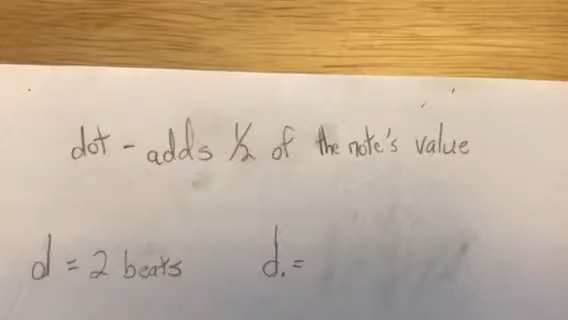 dot - adds 1/2 of the note's value
d = 2 beats d. =